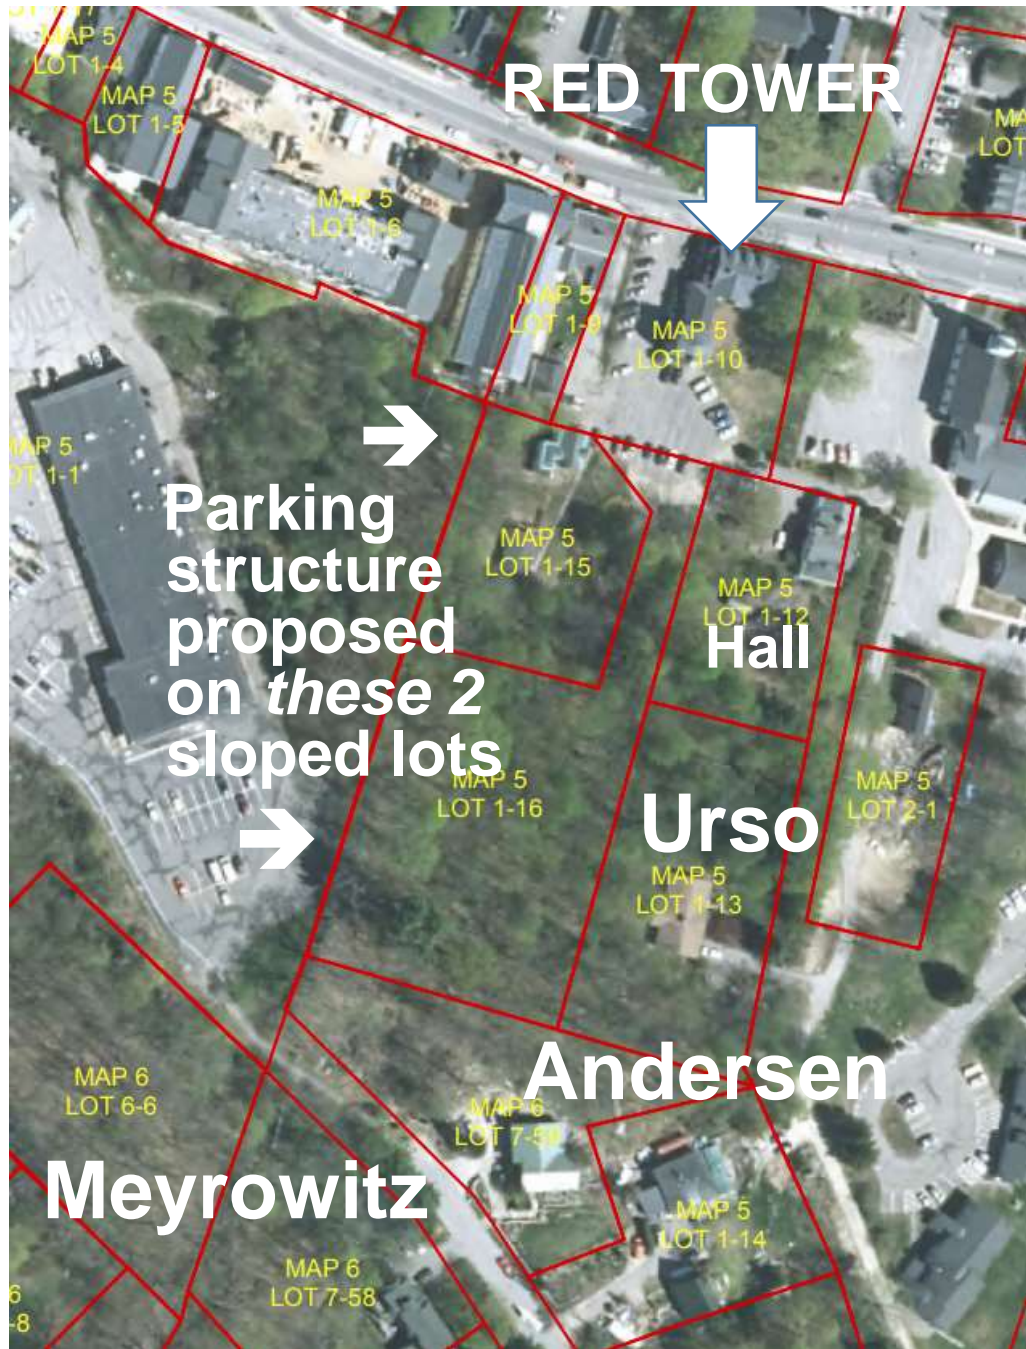 MAP 5
LOT 1-4
RED TOWER
MAP 5
LOT 1-5
MAP 5
LOT 1-6
MAP 5
LOT 1-9
MAP 5
LOT 1-10
MAP 5
Parking
structure
proposed
on these 2
sloped lots
MAP 5
LOT 1-15
MAP 5
LOT 1-12
Hall
MAP 5
LOT 1-16
Urso
MAP 5
LOT 2-1
MAP 5
LOT 1-13
Andersen
MAP 6
LOT 6-6
MAP 6
Meyrowitz
MAP 5
LOT 1-14
MAP 6
LOT 7-58